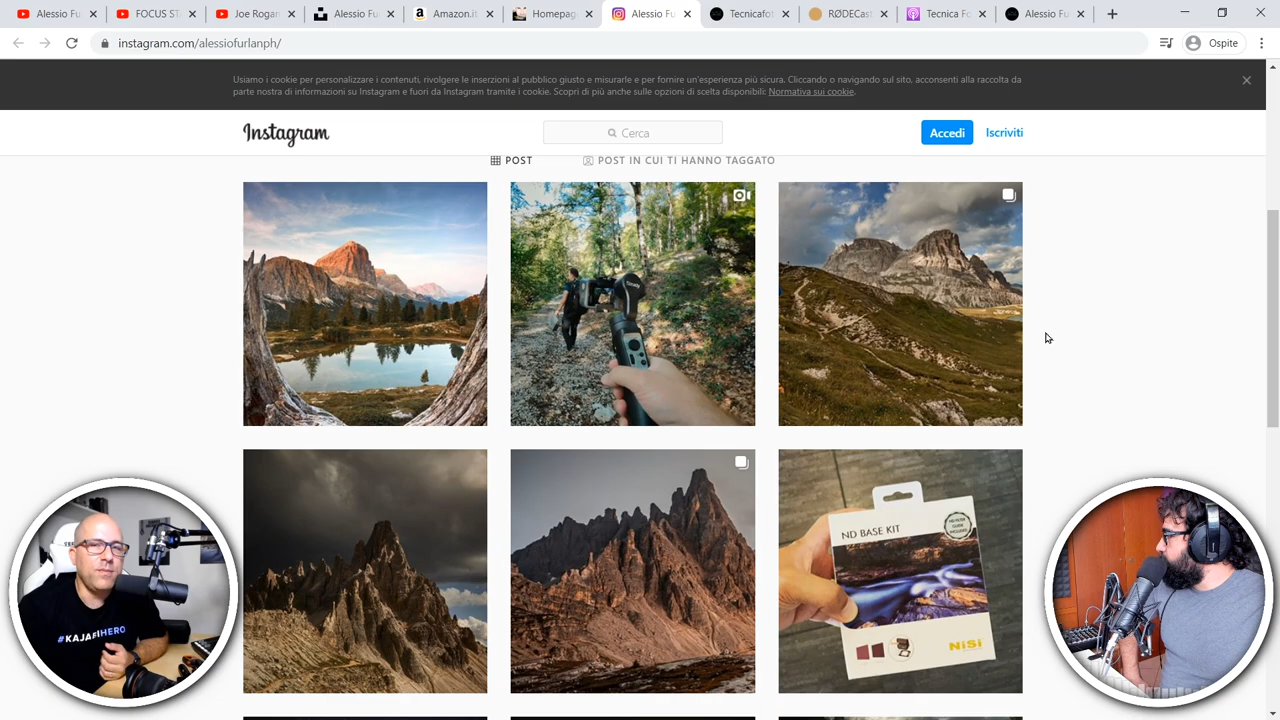 Alessio Fu
FOCUS ST
Joe Rogan
Alessio Fu
Amazon.it
Homepag
Alessio Fu
Tecnicafot
RØDECas
Tecnica Fo
Alessio Fu
instagram.com/alessiofurlanph/
Ospite
Usiamo i cookie per personalizzare i contenuti, rivolgere le inserzioni al pubblico giusto e misurarle e per fornire un'esperienza più sicura. Cliccando o navigando sul sito, acconsenti alla raccolta da
parte nostra di informazioni su Instagram e fuori da Instagram tramite i cookie. Scopri di più anche sulle opzioni di scelta disponibili: Normativa sui cookie.
Instagram
Cerca
Accedi
Iscriviti
POST
POST IN CUI TI HANNO TAGGATO
ND BASE KIT
NiSi
#KAJABIHERO